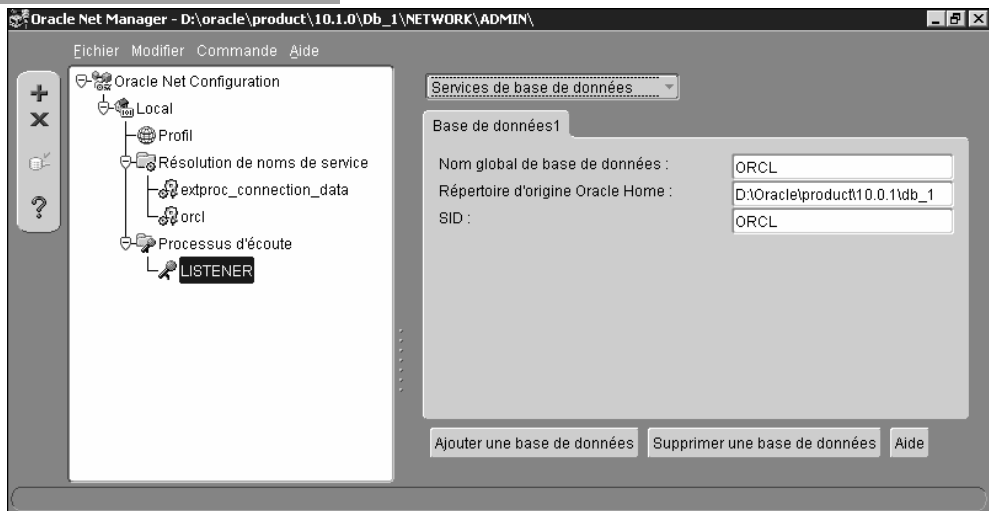 Oracle Net Manager - D:\oracle\product\10.1.0\Db_1\NETWORK\ADMIN\
Fichier Modifier Commande Aide
Oracle Net Configuration
Local
Profil
Résolution de noms de service
extproc_connection_data
orcl
Processus d'écoute
LISTENER
Services de base de données
Base de données1
Nom global de base de données : ORCL
Répertoire d'origine Oracle Home : D:\Oracle\product\10.0.1\db_1
SID : ORCL
Ajouter une base de données Supprimer une base de données Aide